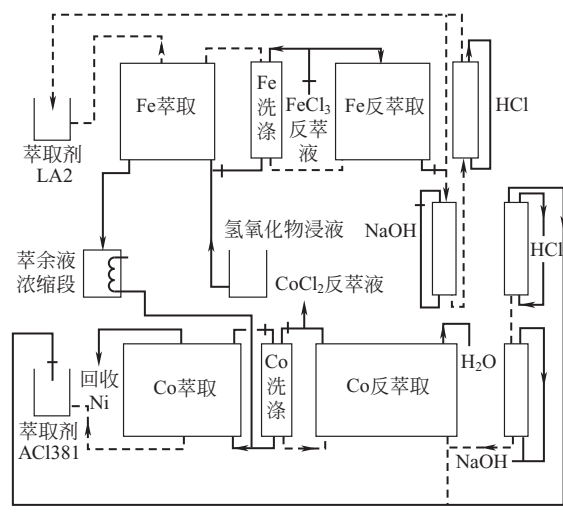 Fe萃取
Fe
洗
涤
FeCl₃
反萃
液
Fe反萃取
HCl
萃取剂
LA2
氢氧化物浸液
NaOH
HCl
萃余液
浓缩段
CoCl₂反萃液
回收
Ni
Co萃取
Co
洗
涤
Co反萃取
H₂O
萃取剂
ACl381
NaOH